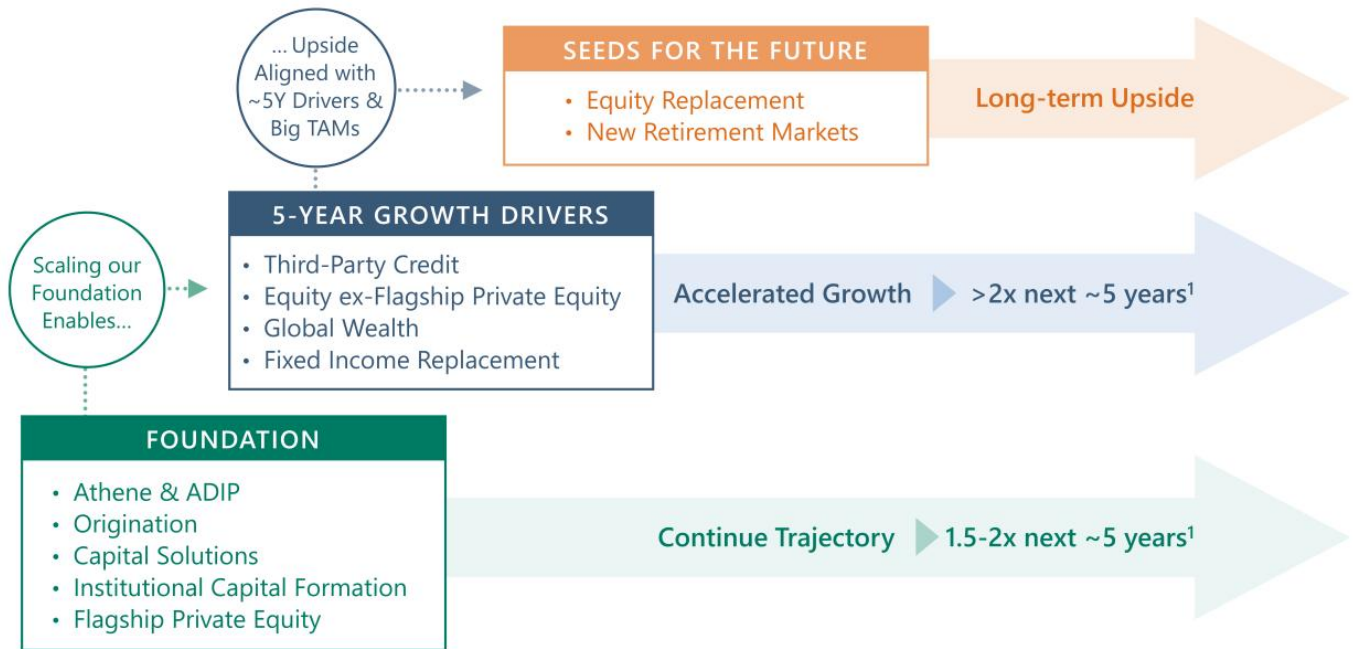 ... Upside
Aligned with
~5Y Drivers &
Big TAMs
SEEDS FOR THE FUTURE
• Equity Replacement
• New Retirement Markets
Long-term Upside
Scaling our
Foundation
Enables...
5-YEAR GROWTH DRIVERS
• Third-Party Credit
• Equity ex-Flagship Private Equity
• Global Wealth
• Fixed Income Replacement
Accelerated Growth >2x next ~5 years¹
FOUNDATION
• Athene & ADIP
• Origination
• Capital Solutions
• Institutional Capital Formation
• Flagship Private Equity
Continue Trajectory 1.5-2x next ~5 years¹